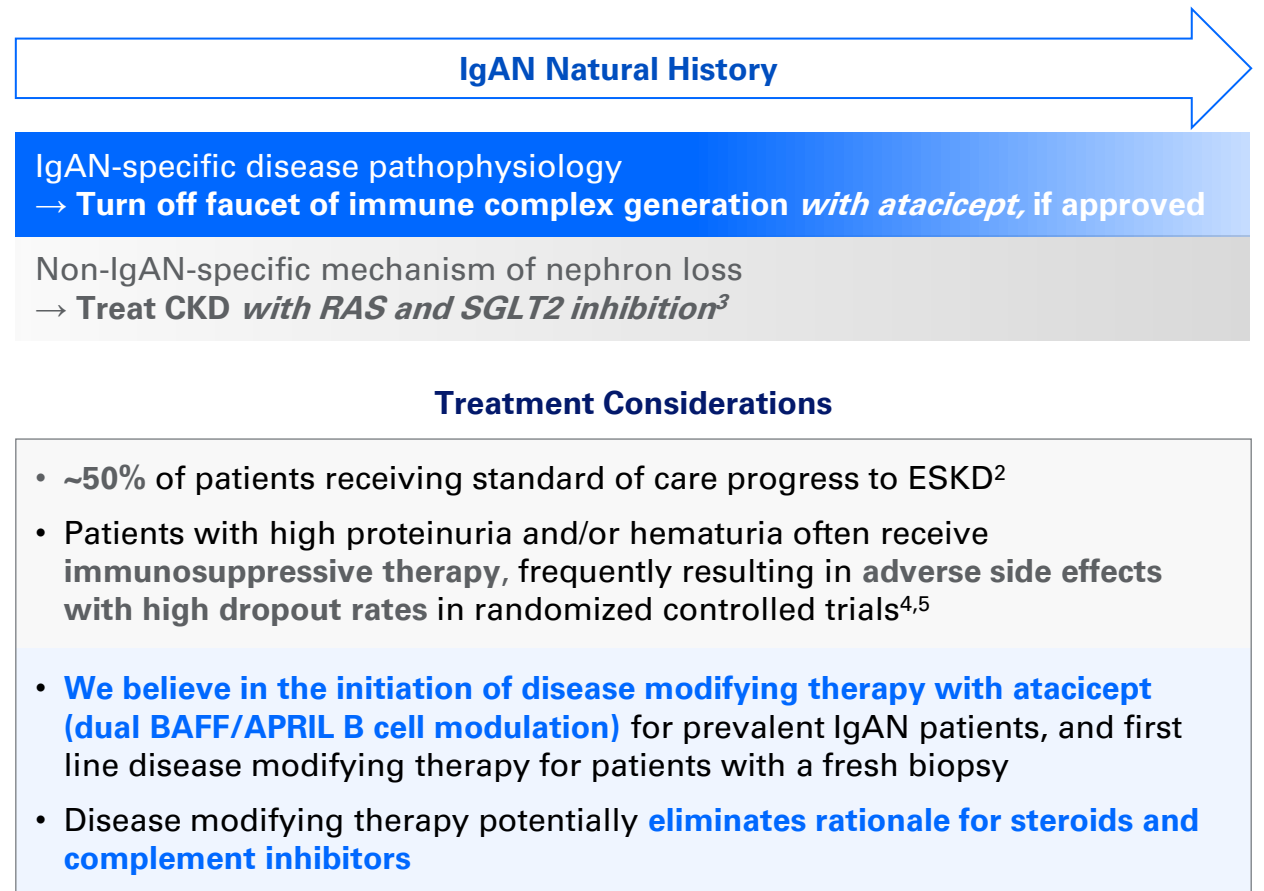 IgAN Natural History
IgAN-specific disease pathophysiology
→ Turn off faucet of immune complex generation with atacicept, if approved
Non-IgAN-specific mechanism of nephron loss
→ Treat CKD with RAS and SGLT2 inhibition³
Treatment Considerations
• ~50% of patients receiving standard of care progress to ESKD²
• Patients with high proteinuria and/or hematuria often receive
immunosuppressive therapy, frequently resulting in adverse side effects
with high dropout rates in randomized controlled trials⁴,⁵
• We believe in the initiation of disease modifying therapy with atacicept
(dual BAFF/APRIL B cell modulation) for prevalent IgAN patients, and first
line disease modifying therapy for patients with a fresh biopsy
• Disease modifying therapy potentially eliminates rationale for steroids and
complement inhibitors